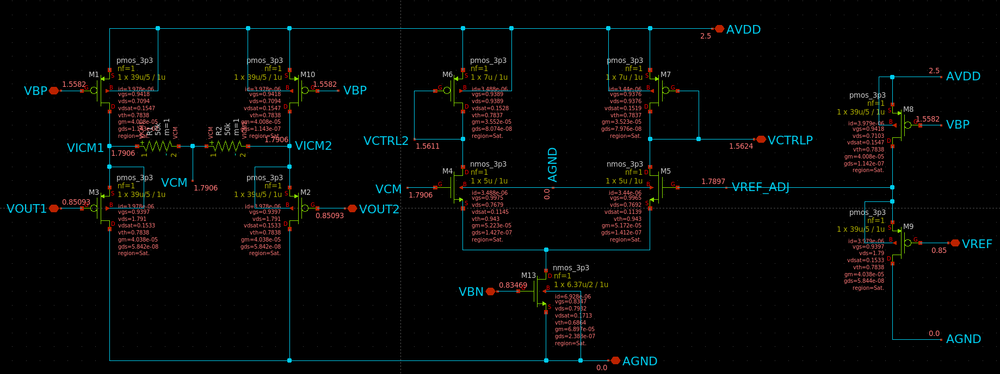 AVDD
2.5
pmos_3p3
nf=1
1 x 39u/5 / 1u
M1
S
G
B
D
VBP
1.5582
id=3.978e-06
vgs=0.9418
vds=0.7094
vdsat=0.1547
vth=0.7838
gm=4.008e-05
gds=1.143e-07
region=Sat.
pmos_3p3
nf=1
1 x 39u/5 / 1u
M10
S
G
B
D
1.5582
VBP
id=3.978e-06
vgs=0.9418
vds=0.7094
vdsat=0.1547
vth=0.7838
gm=4.008e-05
gds=1.143e-07
region=Sat.
VICM1
1.7906
R1
50k
m=1
VCM
+
-
1
2
R2
50k
m=1
VCM
+
-
1
2
1.7906
VICM2
VCM
1.7906
pmos_3p3
nf=1
1 x 39u/5 / 1u
M3
S
G
B
D
VOUT1
0.85093
id=3.978e-06
vgs=0.9397
vds=1.791
vdsat=0.1533
vth=0.7838
gm=4.038e-05
gds=5.842e-08
region=Sat.
pmos_3p3
nf=1
1 x 39u/5 / 1u
M2
S
G
B
D
0.85093
VOUT2
id=3.978e-06
vgs=0.9397
vds=1.791
vdsat=0.1533
vth=0.7838
gm=4.038e-05
gds=5.842e-08
region=Sat.
pmos_3p3
nf=1
1 x 7u / 1u
M6
S
G
B
D
id=3.488e-06
vgs=0.9389
vds=0.9389
vdsat=0.1528
vth=0.7837
gm=3.552e-05
gds=8.074e-08
region=Sat.
VCTRL2
1.5611
pmos_3p3
nf=1
1 x 7u / 1u
M7
S
G
B
D
id=3.44e-06
vgs=0.9376
vds=0.9376
vdsat=0.1519
vth=0.7837
gm=3.523e-05
gds=7.976e-08
region=Sat.
1.5624
VCTRLP
nmos_3p3
nf=1
1 x 5u / 1u
M4
D
G
B
S
VCM
1.7906
id=3.488e-06
vgs=0.9975
vds=0.7679
vdsat=0.1145
vth=0.943
gm=5.223e-05
gds=1.427e-07
region=Sat.
AGND
0.0
nmos_3p3
nf=1
1 x 5u / 1u
M5
D
G
B
S
1.7897
VREF_ADJ
id=3.44e-06
vgs=0.9965
vds=0.7692
vdsat=0.1139
vth=0.943
gm=5.172e-05
gds=1.412e-07
region=Sat.
nmos_3p3
nf=1
1 x 6.37u/2 / 1u
M13
D
G
B
S
VBN
0.83469
id=6.928e-06
vgs=0.8347
vds=0.7932
vdsat=0.1713
vth=0.6864
gm=6.897e-05
gds=2.388e-07
region=Sat.
0.0
AGND
2.5
AVDD
pmos_3p3
nf=1
1 x 39u/5 / 1u
M8
S
G
B
D
1.5582
VBP
id=3.979e-06
vgs=0.9418
vds=0.7103
vdsat=0.1547
vth=0.7838
gm=4.008e-05
gds=1.142e-07
region=Sat.
pmos_3p3
nf=1
1 x 39u/5 / 1u
M9
S
G
B
D
0.85
VREF
id=3.979e-06
vgs=0.9397
vds=1.79
vdsat=0.1533
vth=0.7838
gm=4.038e-05
gds=5.844e-08
region=Sat.
0.0
AGND